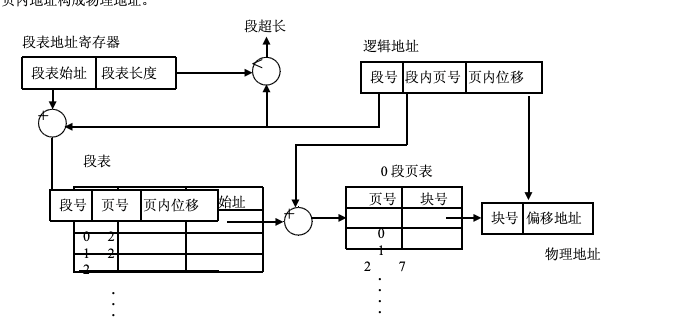 页内地址构成物理地址。
段超长
段表地址寄存器
逻辑地址
段表始址 段表长度
<
段号 段内页号 页内位移
+
段表
0 段页表
段号 页号 页内位移 始址
页号 块号
+
块号 偏移地址
0 2
0
1 2
1
物理地址
2
2 7